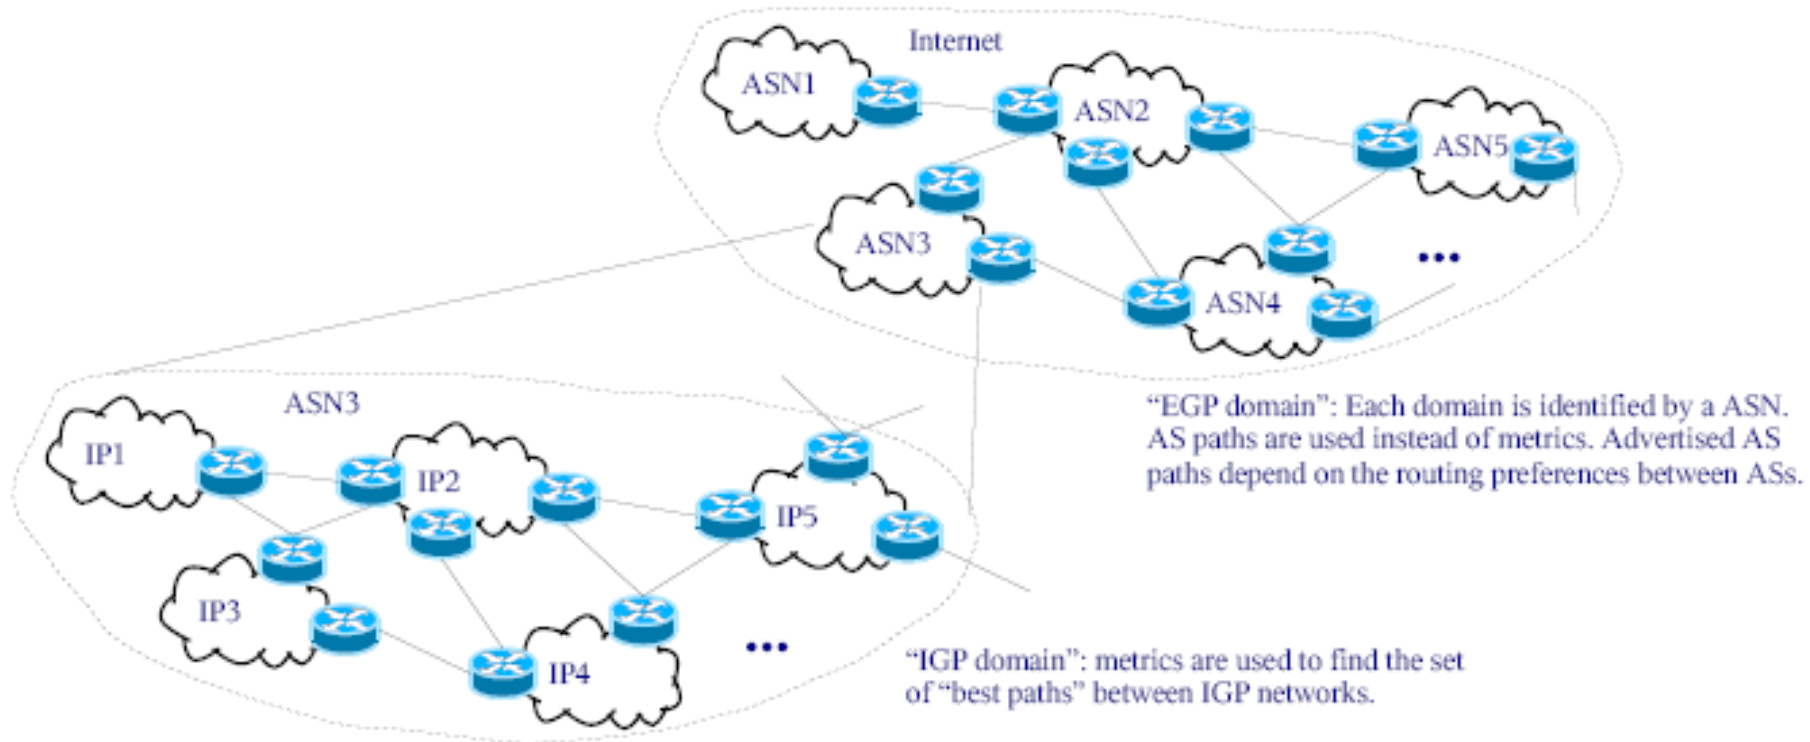 Internet
ASN1
ASN2
ASN5
ASN3
ASN4
...
“EGP domain”: Each domain is identified by a ASN.
AS paths are used instead of metrics. Advertised AS
paths depend on the routing preferences between ASs.
ASN3
IP1
IP2
IP5
IP3
IP4
...
“IGP domain”: metrics are used to find the set
of “best paths” between IGP networks.